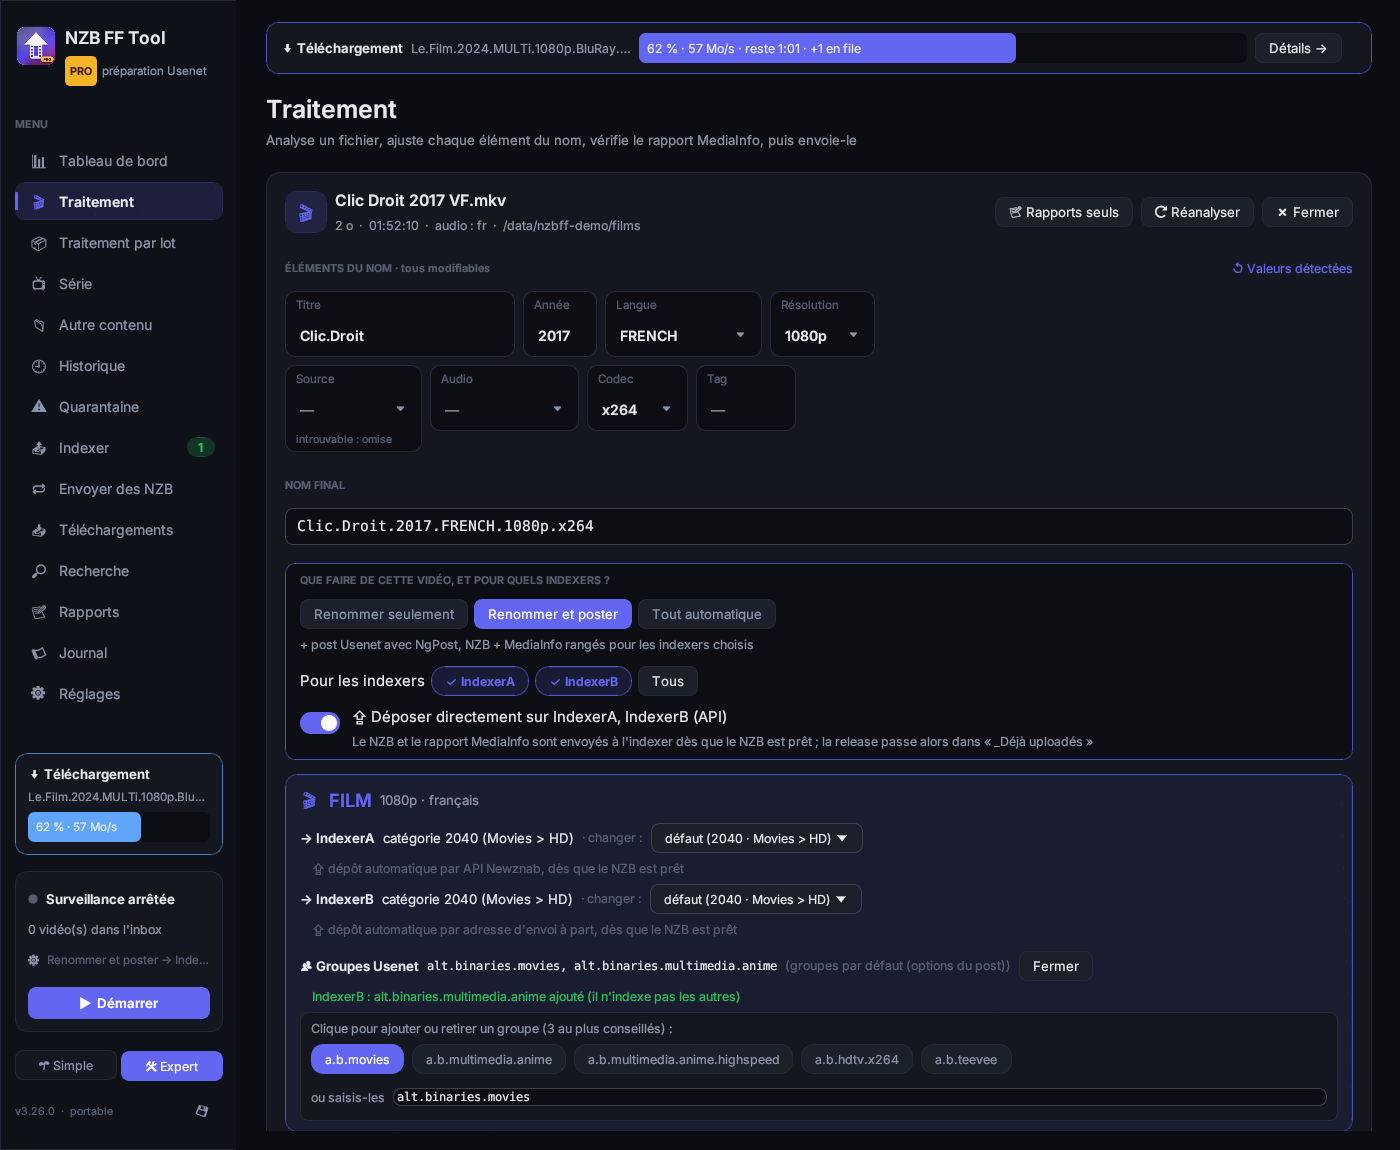 NZB FF Tool
PRO préparation Usenet
MENU
Tableau de bord
Traitement
Traitement par lot
Série
Autre contenu
Historique
Quarantaine
Indexer 1
Envoyer des NZB
Téléchargements
Recherche
Rapports
Journal
Réglages
Téléchargement
Le.Film.2024.MULTi.1080p.Blu...
62 % · 57 Mo/s
Surveillance arrêtée
0 vidéo(s) dans l'inbox
Renommer et poster → Inde...
Démarrer
Simple Expert
v3.26.0 · portable
Téléchargement Le.Film.2024.MULTi.1080p.BluRay.... 62 % · 57 Mo/s · reste 1:01 · +1 en file Détails →
Traitement
Analyse un fichier, ajuste chaque élément du nom, vérifie le rapport MediaInfo, puis envoie-le
Clic Droit 2017 VF.mkv
2 o · 01:52:10 · audio : fr · /data/nzbff-demo/films
Rapports seuls Réanalyser Fermer
ÉLÉMENTS DU NOM · tous modifiables Valeurs détectées
Titre Année Langue Résolution
Clic.Droit 2017 FRENCH 1080p
Source Audio Codec Tag
— — x264 —
introuvable : omise
NOM FINAL
Clic.Droit.2017.FRENCH.1080p.x264
QUE FAIRE DE CETTE VIDÉO, ET POUR QUELS INDEXERS ?
Renommer seulement Renommer et poster Tout automatique
+ post Usenet avec NgPost, NZB + MediaInfo rangés pour les indexers choisis
Pour les indexers ✓ IndexerA ✓ IndexerB Tous
Déposer directement sur IndexerA, IndexerB (API)
Le NZB et le rapport MediaInfo sont envoyés à l'indexer dès que le NZB est prêt ; la release passe alors dans « _Déjà uploadés »
FILM 1080p · français
→ IndexerA catégorie 2040 (Movies > HD) · changer : défaut (2040 · Movies > HD)
dépôt automatique par API Newznab, dès que le NZB est prêt
→ IndexerB catégorie 2040 (Movies > HD) · changer : défaut (2040 · Movies > HD)
dépôt automatique par adresse d'envoi à part, dès que le NZB est prêt
Groupes Usenet alt.binaries.movies, alt.binaries.multimedia.anime (groupes par défaut (options du post)) Fermer
IndexerB : alt.binaries.multimedia.anime ajouté (il n'indexe pas les autres)
Clique pour ajouter ou retirer un groupe (3 au plus conseillés) :
a.b.movies a.b.multimedia.anime a.b.multimedia.anime.highspeed a.b.hdtv.x264 a.b.teevee
ou saisis-les alt.binaries.movies